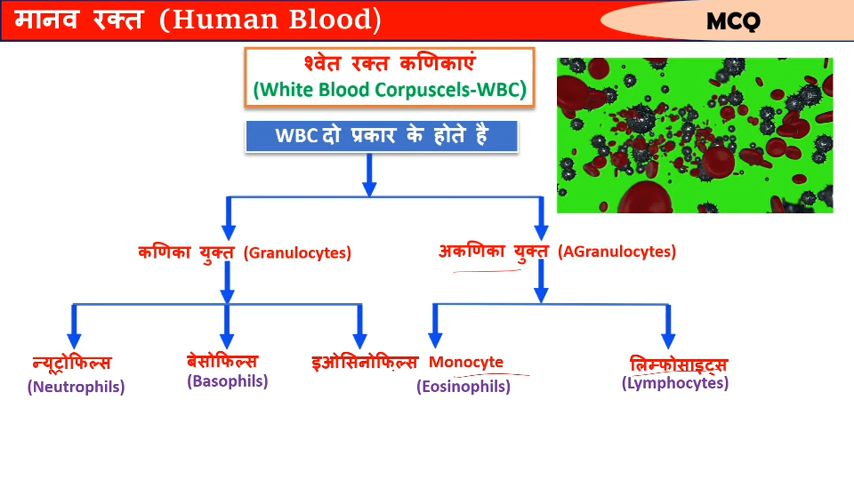 मानव रक्त (Human Blood)
MCQ
श्वेत रक्त कणिकाएं
(White Blood Corpuscels-WBC)
WBC दो प्रकार के होते है
कणिका युक्त (Granulocytes)
अकणिका युक्त (AGranulocytes)
न्यूट्रोफिल्स
(Neutrophils)
बेसोफिल्स
(Basophils)
इओसिनोफिल्स
Monocyte
(Eosinophils)
लिम्फोसाइट्स
(Lymphocytes)